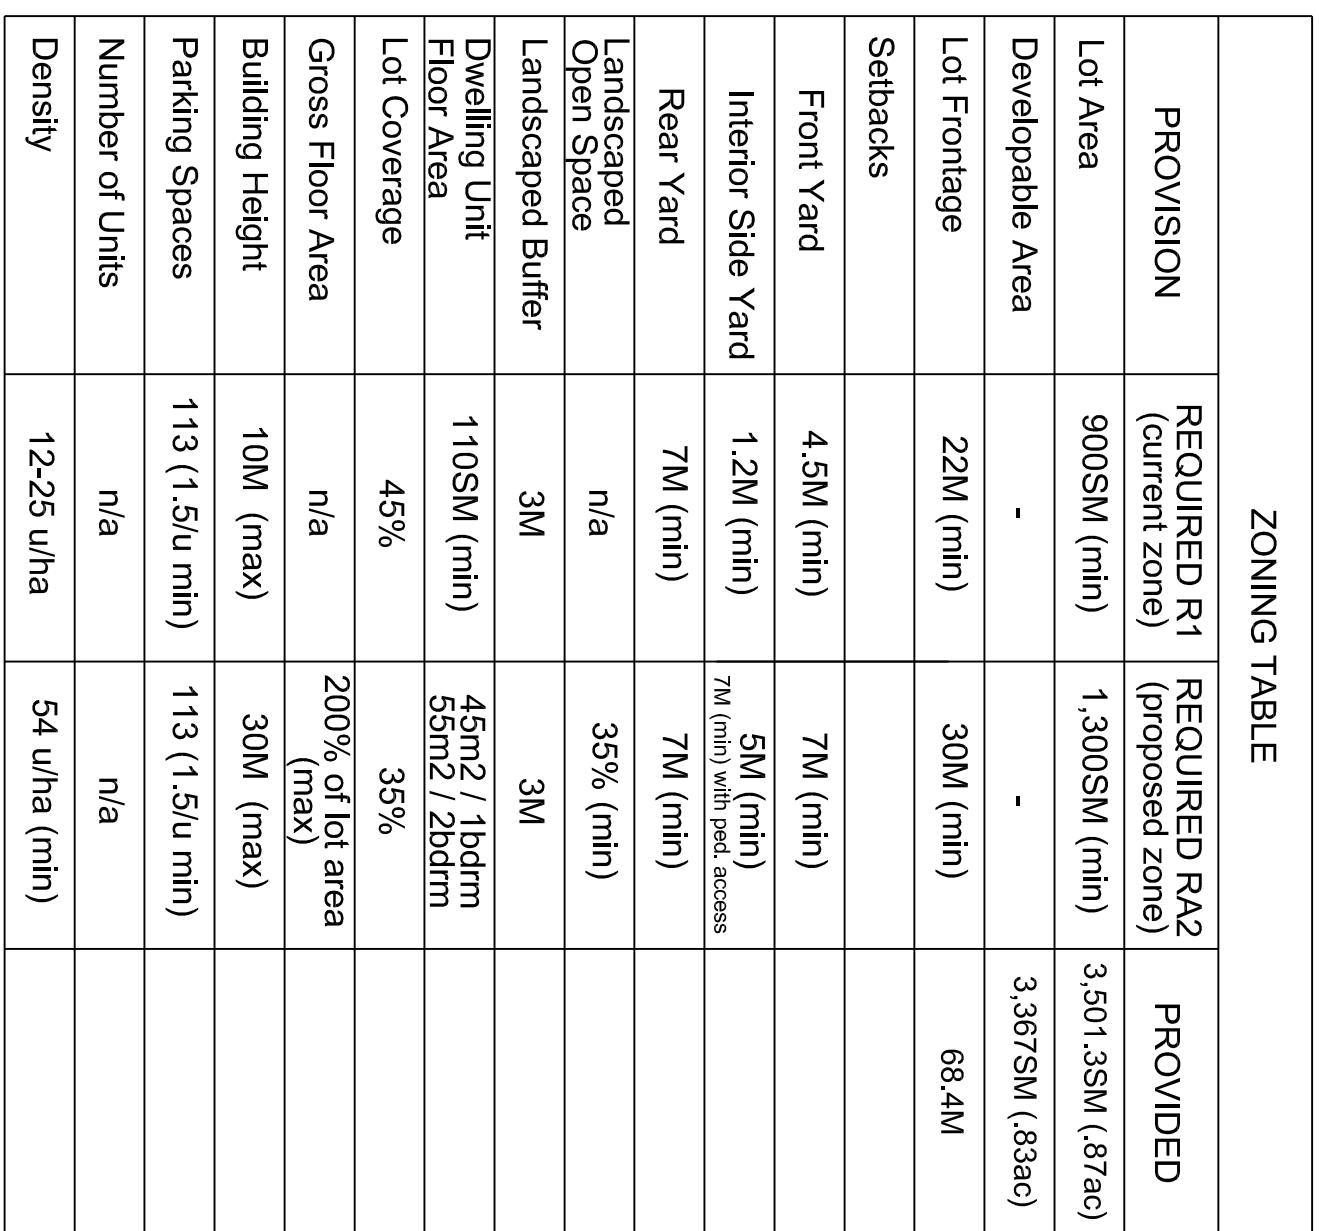 ZONING TABLE
PROVISION
REQUIRED R1
(current zone)
REQUIRED RA2
(proposed zone)
PROVIDED
Lot Area
900SM (min)
1,300SM (min)
3,501.3SM (.87ac)
Developable Area
-
-
3,367SM (.83ac)
Lot Frontage
22M (min)
30M (min)
68.4M
Setbacks
Front Yard
4.5M (min)
7M (min)
Interior Side Yard
1.2M (min)
5M (min)
7M (min) with ped. access
Rear Yard
7M (min)
7M (min)
Landscaped
Open Space
n/a
35% (min)
Landscaped Buffer
3M
3M
Dwelling Unit
Floor Area
110SM (min)
45m2 / 1bdrm
55m2 / 2bdrm
Lot Coverage
45%
35%
Gross Floor Area
n/a
200% of lot area
(max)
Building Height
10M (max)
30M (max)
Parking Spaces
113 (1.5/u min)
113 (1.5/u min)
Number of Units
n/a
n/a
Density
12-25 u/ha
54 u/ha (min)